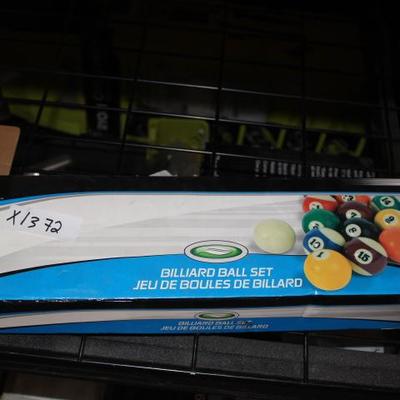 X1372
BILLIARD BALL SET
JEU DE BOULES DE BILLARD
BILLIARD BALL SET
JEU DE BOULES DE BILLARD